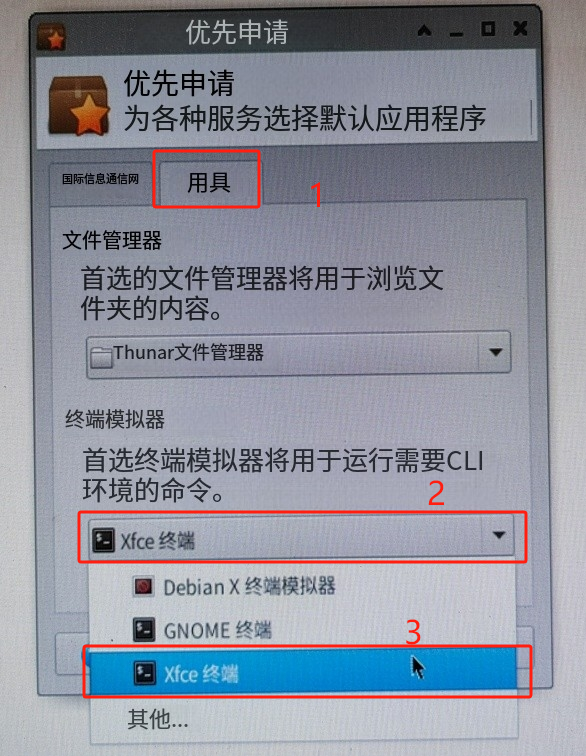 优先申请
优先申请
为各种服务选择默认应用程序
国际信息通信网
用具
1
文件管理器
首选的文件管理器将用于浏览文
件夹的内容。
Thunar文件管理器
终端模拟器
首选终端模拟器将用于运行需要CLI
环境的命令。
2
Xfce 终端
Debian X 终端模拟器
GNOME 终端
3
Xfce 终端
其他...